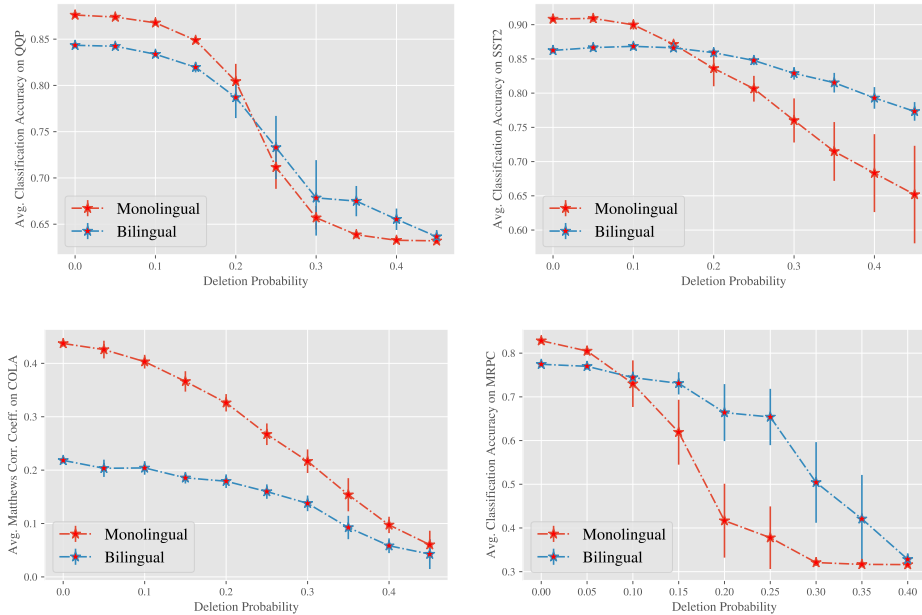 Avg. Classification Accuracy on QQP
0.85
0.80
0.75
0.70
0.65
Monolingual
Bilingual
0.0 0.1 0.2 0.3 0.4
Deletion Probability
Avg. Classification Accuracy on SST2
0.90
0.85
0.80
0.75
0.70
0.65
0.60
Monolingual
Bilingual
0.0 0.1 0.2 0.3 0.4
Deletion Probability
Avg. Matthews Corr. Coeff. on COLA
0.4
0.3
0.2
0.1
0.0
Monolingual
Bilingual
0.0 0.1 0.2 0.3 0.4
Deletion Probability
Avg. Classification Accuracy on MRPC
0.8
0.7
0.6
0.5
0.4
0.3
Monolingual
Bilingual
0.00 0.05 0.10 0.15 0.20 0.25 0.30 0.35 0.40
Deletion Probability